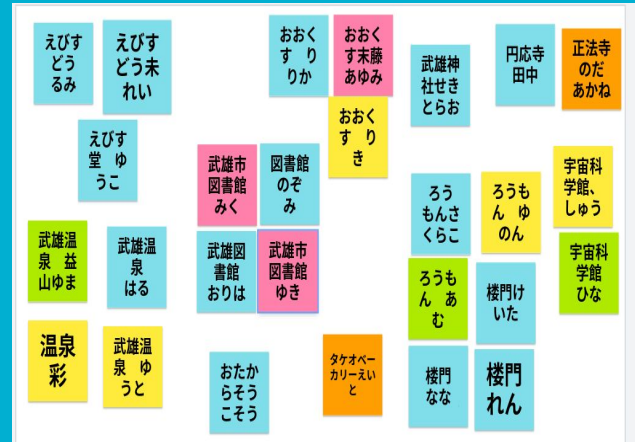 えびす
どう
るみ
えびす
どう未
れい
えびす
堂 ゆ
うこ
おおく
す り
りか
おおく
す末藤
あゆみ
おおく
す り
き
武雄神
社せき
とらお
円応寺
田中
正法寺
のだ
あかね
武雄市
図書館
みく
図書館
のぞ
み
武雄図
書館
おりは
武雄市
図書館
ゆき
ろう
もんさ
くらこ
ろうも
ん ゆ
のん
宇宙科
学館、
しゅう
ろうも
ん あ
む
楼門け
いた
宇宙科
学館
ひな
武雄温
泉 益
山ゆま
武雄温
泉
はる
温泉
彩
武雄温
泉 ゆ
うと
おたか
らそう
こそう
タケオベー
カリーえい
と
楼門
なな
楼門
れん